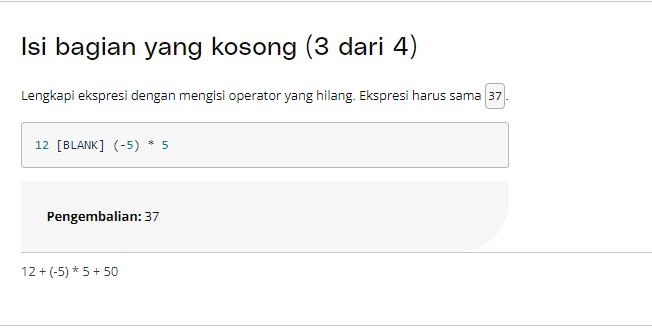 Isi bagian yang kosong (3 dari 4)
Lengkapi ekspresi dengan mengisi operator yang hilang. Ekspresi harus sama 37.
12 [BLANK] (-5) * 5
Pengembalian: 37
12 + (-5) * 5 + 50